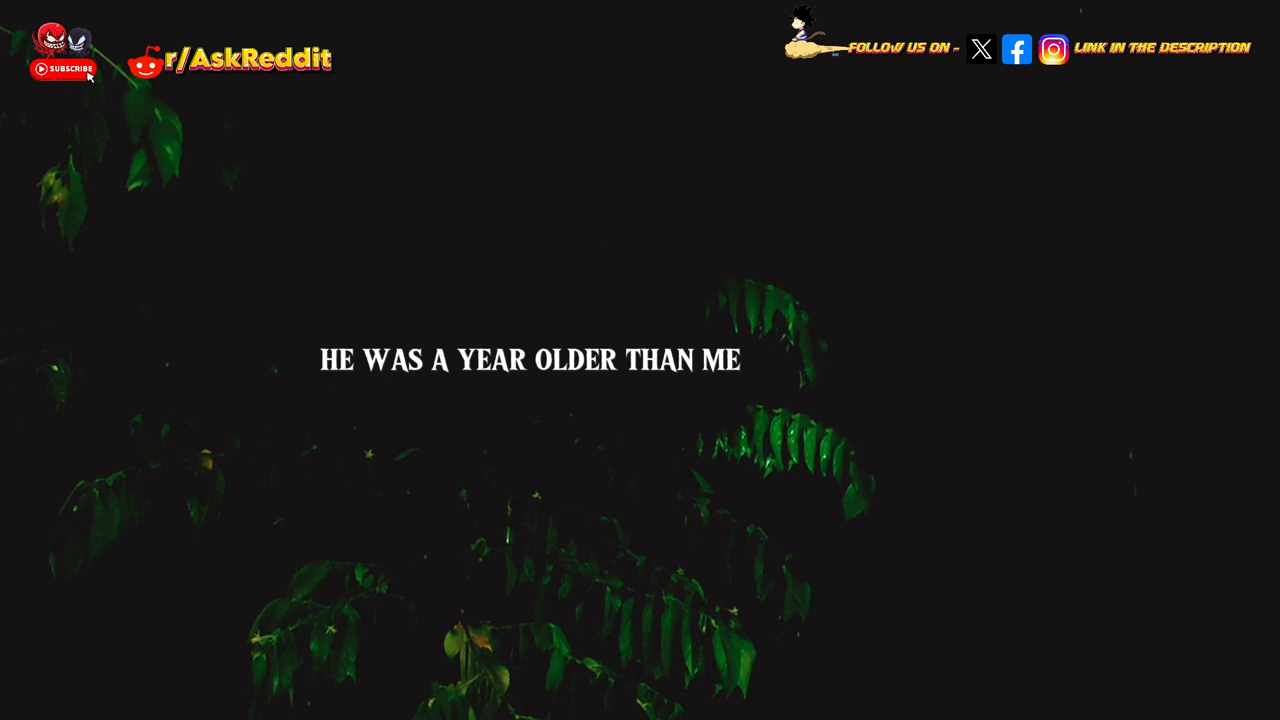 SUBSCRIBE
r/AskReddit
FOLLOW US ON -
LINK IN THE DESCRIPTION
HE WAS A YEAR OLDER THAN ME